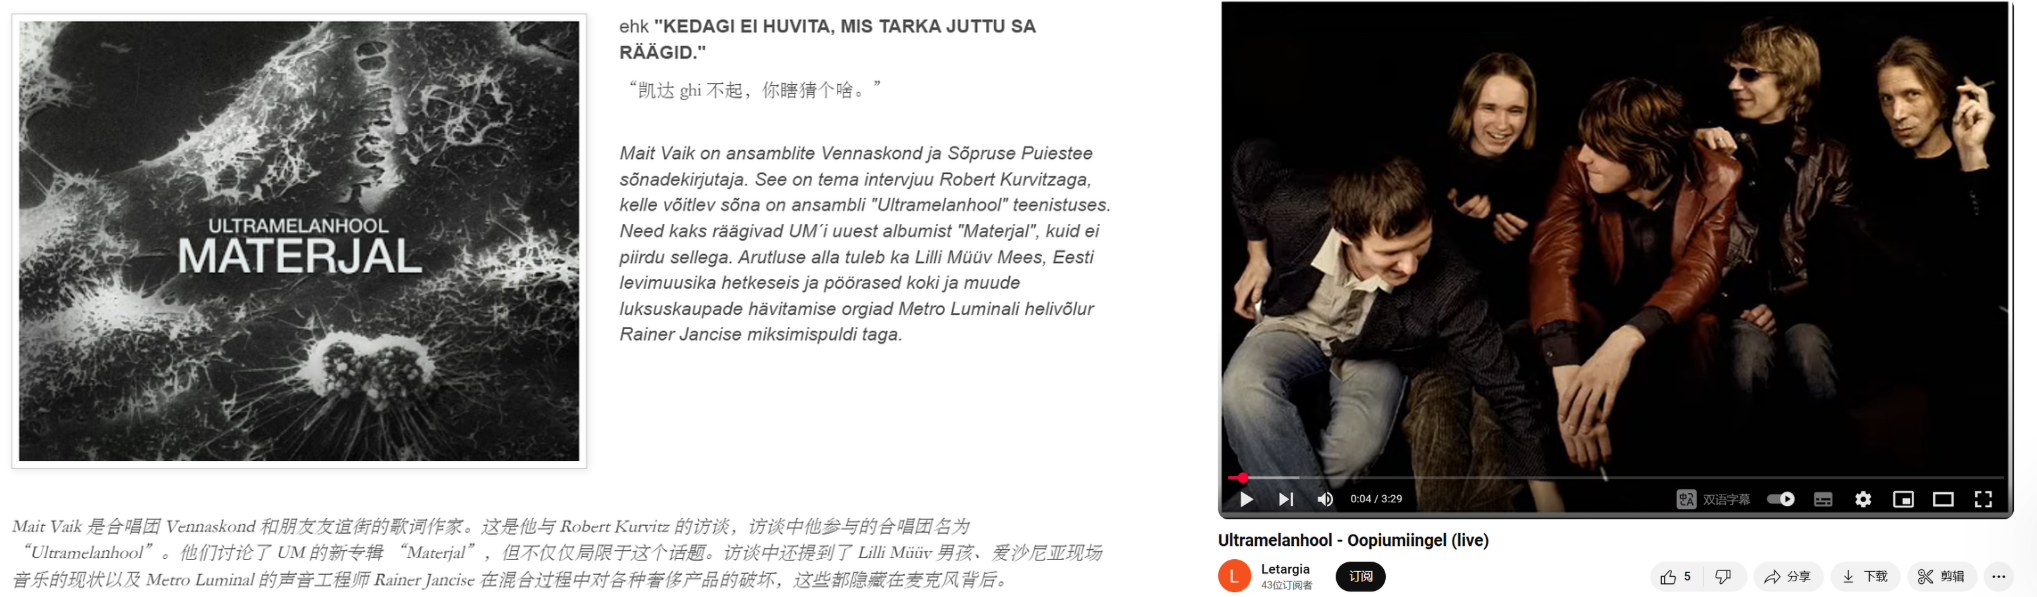 ULTRAMELANHOOL
MATERJAL
ehk "KEDAGI EI HUVITA, MIS TARKA JUTTU SA
RÄÄGID."
“凯达 ghi 不起，你瞎猜个啥。”
Mait Vaik on ansamblite Vennaskond ja Sõpruse Puiestee
sõnadekirjutaja. See on tema intervjuu Robert Kurvitzaga,
kelle võitlev sõna on ansambli "Ultramelanhool" teenistuses.
Need kaks räägivad UM´i uuest albumist "Materjal", kuid ei
piirdu sellega. Arutluse alla tuleb ka Lilli Müüv Mees, Eesti
levimuusika hetkeseis ja pöörased koki ja muude
luksuskaupade hävitamise orgiad Metro Luminali helivõlur
Rainer Jancise miksimispuldi taga.
Mait Vaik 是合唱团 Vennaskond 和朋友友谊街的歌词作家。这是他与 Robert Kurvitz 的访谈，访谈中他参与的合唱团名为
“Ultramelanhool”。他们讨论了 UM 的新专辑 “Materjal”，但不仅仅局限于这个话题。访谈中还提到了 Lilli Müüv 男孩、爱沙尼亚现场
音乐的现状以及 Metro Luminal 的声音工程师 Rainer Jancise 在混合过程中对各种奢侈产品的破坏，这些都隐藏在麦克风背后。
0:04 / 3:29
双语字幕
Ultramelanhool - Oopiumiingel (live)
L
Letargia
43位订阅者
订阅
5
分享
下载
剪辑